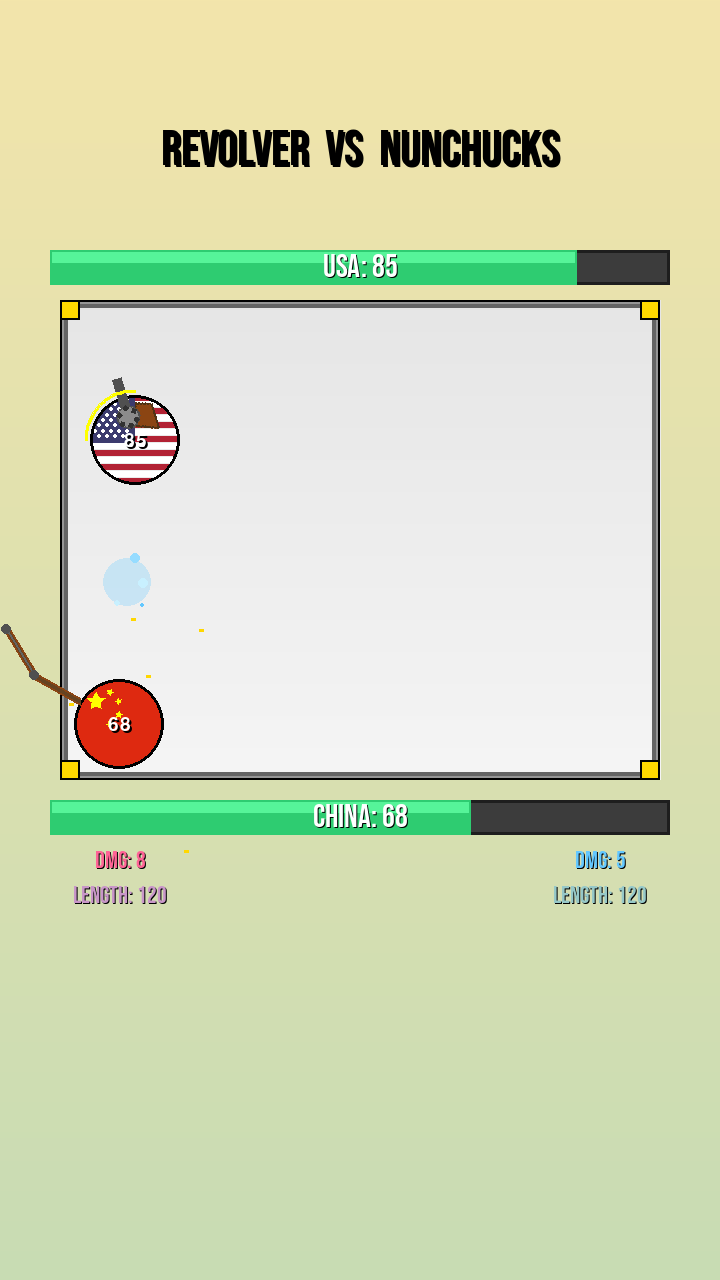 REVOLVER VS NUNCHUCKS
USA: 85
85
68
CHINA: 68
DMG: 8
DMG: 5
LENGTH: 120
LENGTH: 120